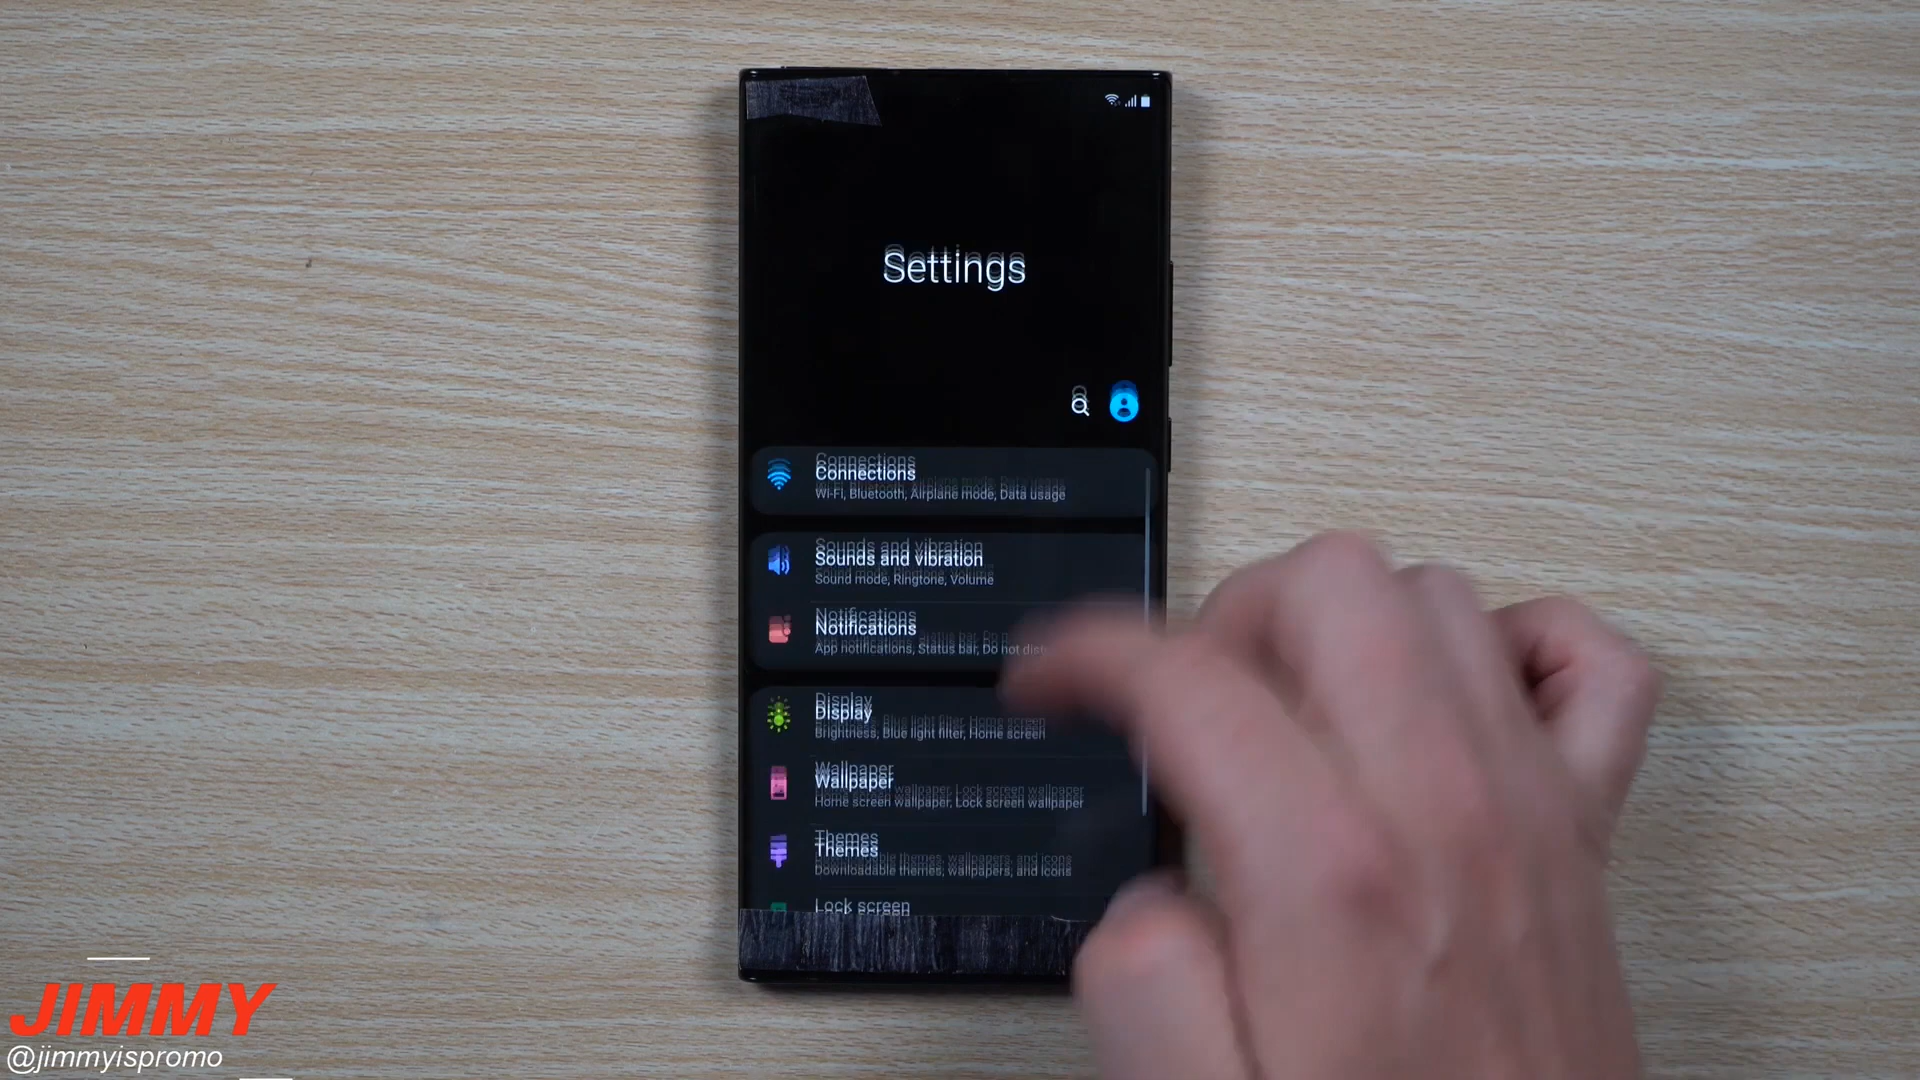 Settings
Connections
Wi-Fi, Bluetooth, Airplane mode, Data usage
Sounds and vibration
Sound mode, Ringtone, Volume
Notifications
App notifications, Status bar, Do not
Display
Brightness, Blue light filter, Home screen
Wallpaper
Home screen wallpaper, Lock screen wallpaper
Themes
Downloadable themes, wallpapers, and icons
Lock screen
JIMMY
@jimmyispromo